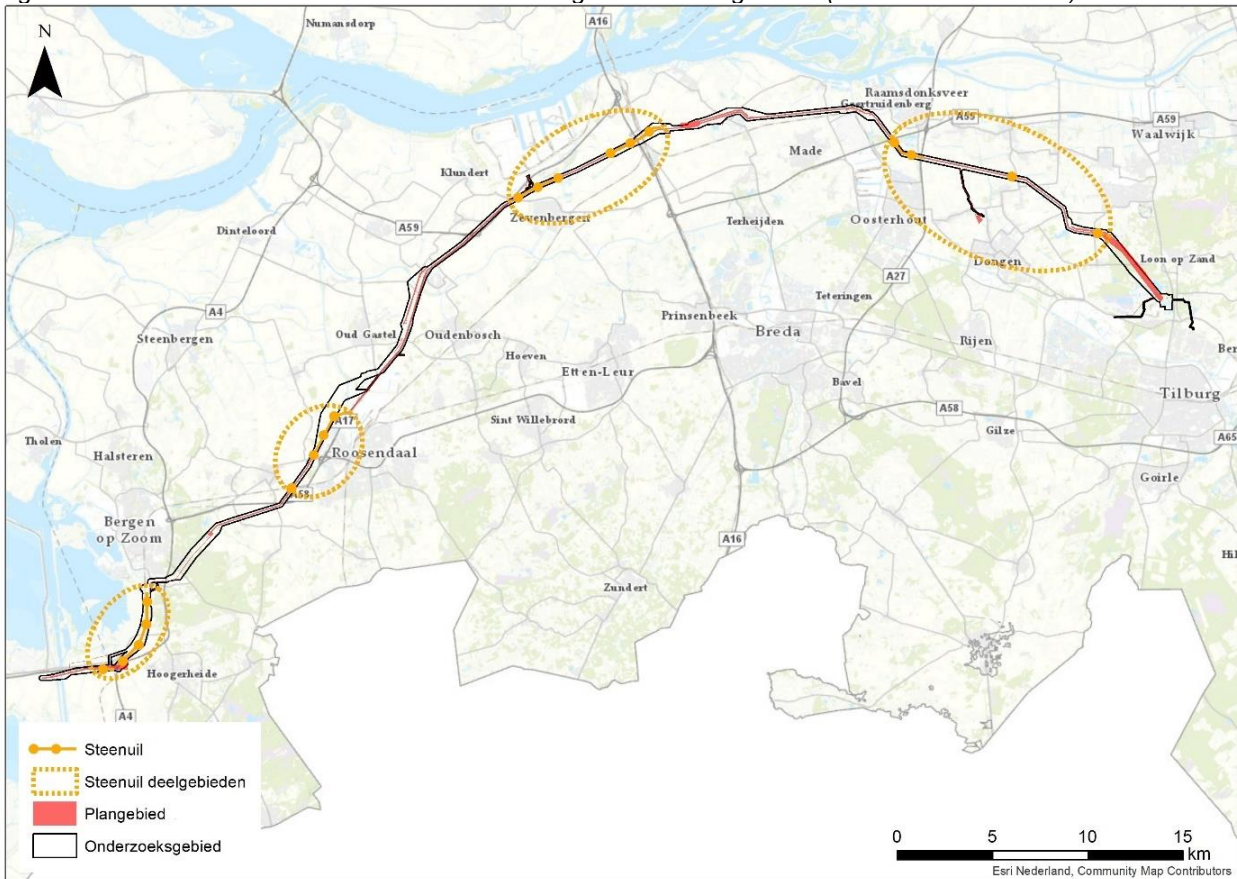 N
Numansdorp
A16
Raamsdonksveer
Geertruidenberg
A59
A59
Waalwijk
Made
Klundert
Zevenbergen
Terheijden
Oosterhout
Dinteloord
A59
Dongen
Loon op Zand
A27
A4
Teteringen
Prinsenbeek
Steenbergen
Oud Gastel
Oudenbosch
Breda
Rijen
Hoeven
Etten-Leur
Bavel
Tilburg
A17
A58
Tholen
Sint Willebrord
Gilze
Halsteren
Roosendaal
A65
Goirle
A58
Bergen
op Zoom
A16
Zundert
Hoogerheide
A4
Steenuil
Steenuil deelgebieden
Plangebied
Onderzoeksgebied
0 5 10 15
km
Esri Nederland, Community Map Contributors